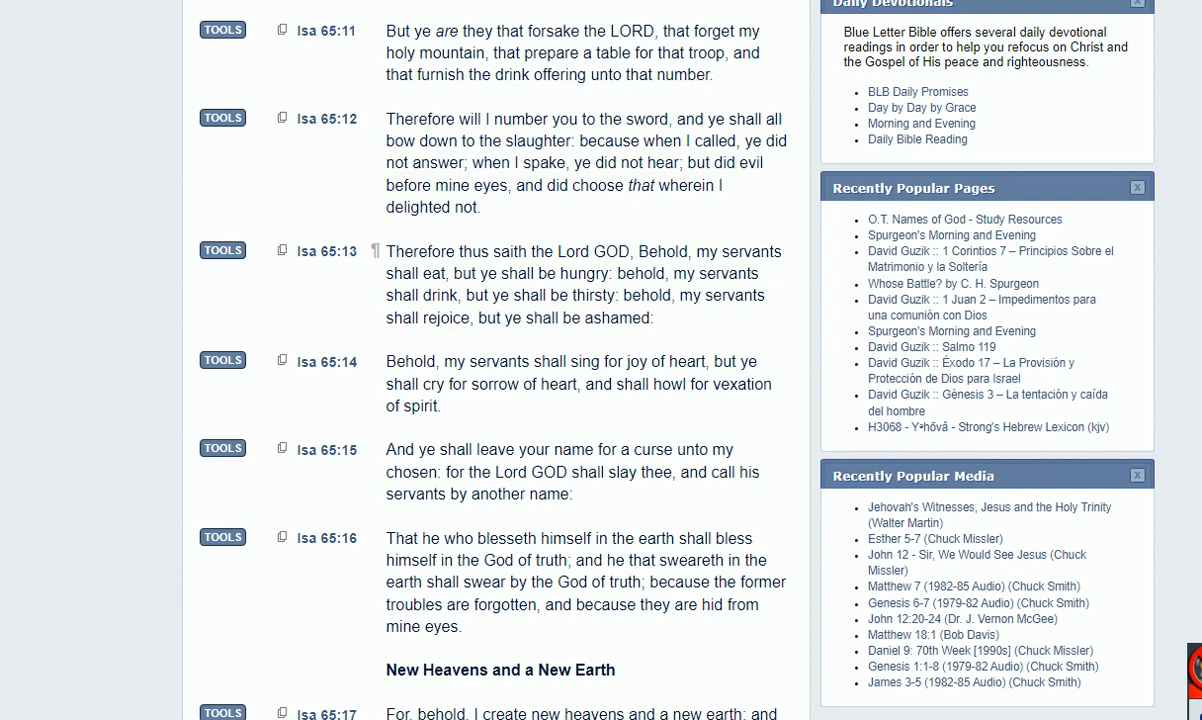 TOOLS Isa 65:11 But ye are they that forsake the LORD, that forget my
holy mountain, that prepare a table for that troop, and
that furnish the drink offering unto that number.
TOOLS Isa 65:12 Therefore will I number you to the sword, and ye shall all
bow down to the slaughter: because when I called, ye did
not answer; when I spake, ye did not hear; but did evil
before mine eyes, and did choose that wherein I
delighted not.
TOOLS Isa 65:13 ¶ Therefore thus saith the Lord GOD, Behold, my servants
shall eat, but ye shall be hungry: behold, my servants
shall drink, but ye shall be thirsty: behold, my servants
shall rejoice, but ye shall be ashamed:
TOOLS Isa 65:14 Behold, my servants shall sing for joy of heart, but ye
shall cry for sorrow of heart, and shall howl for vexation
of spirit.
TOOLS Isa 65:15 And ye shall leave your name for a curse unto my
chosen: for the Lord GOD shall slay thee, and call his
servants by another name:
TOOLS Isa 65:16 That he who blesseth himself in the earth shall bless
himself in the God of truth; and he that sweareth in the
earth shall swear by the God of truth; because the former
troubles are forgotten, and because they are hid from
mine eyes.
New Heavens and a New Earth
TOOLS Isa 65:17 For, behold, I create new heavens and a new earth: and
Daily Devotionals
Blue Letter Bible offers several daily devotional
readings in order to help you refocus on Christ and
the Gospel of His peace and righteousness.
BLB Daily Promises
Day by Day by Grace
Morning and Evening
Daily Bible Reading
Recently Popular Pages
O.T. Names of God - Study Resources
Spurgeon's Morning and Evening
David Guzik :: 1 Corintios 7 – Principios Sobre el
Matrimonio y la Soltería
Whose Battle? by C. H. Spurgeon
David Guzik :: 1 Juan 2 – Impedimentos para
una comunión con Dios
Spurgeon's Morning and Evening
David Guzik :: Salmo 119
David Guzik :: Éxodo 17 – La Provisión y
Protección de Dios para Israel
David Guzik :: Génesis 3 – La tentación y caída
del hombre
H3068 - Yᵊhōvâ - Strong's Hebrew Lexicon (kjv)
Recently Popular Media
Jehovah's Witnesses, Jesus and the Holy Trinity
(Walter Martin)
Esther 5-7 (Chuck Missler)
John 12 - Sir, We Would See Jesus (Chuck
Missler)
Matthew 7 (1982-85 Audio) (Chuck Smith)
Genesis 6-7 (1979-82 Audio) (Chuck Smith)
John 12:20-24 (Dr. J. Vernon McGee)
Matthew 18:1 (Bob Davis)
Daniel 9: 70th Week [1990s] (Chuck Missler)
Genesis 1:1-8 (1979-82 Audio) (Chuck Smith)
James 3-5 (1982-85 Audio) (Chuck Smith)